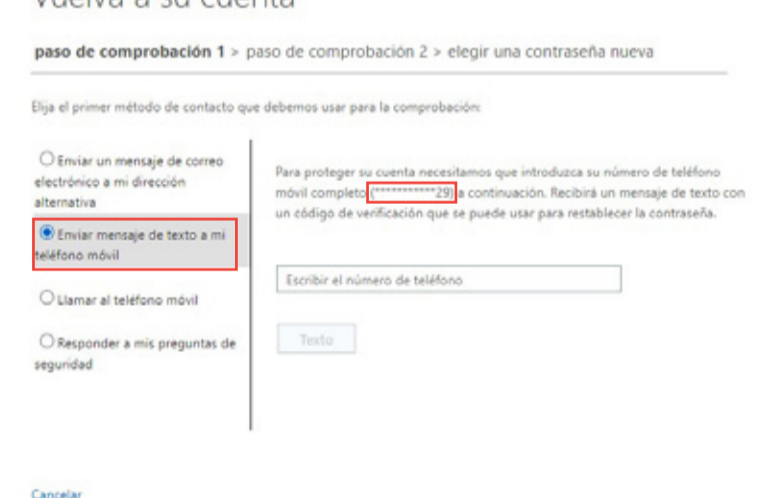 Vuelva a su cuenta
paso de comprobación 1 > paso de comprobación 2 > elegir una contraseña nueva
Elija el primer método de contacto que debemos usar para la comprobación:
Enviar un mensaje de correo
electrónico a mi dirección
alternativa
Enviar mensaje de texto a mi
teléfono móvil
Llamar al teléfono móvil
Responder a mis preguntas de
seguridad
Para proteger su cuenta necesitamos que introduzca su número de teléfono
móvil completo (***********29) a continuación. Recibirá un mensaje de texto con
un código de verificación que se puede usar para restablecer la contraseña.
Escribir el número de teléfono
Texto
Cancelar